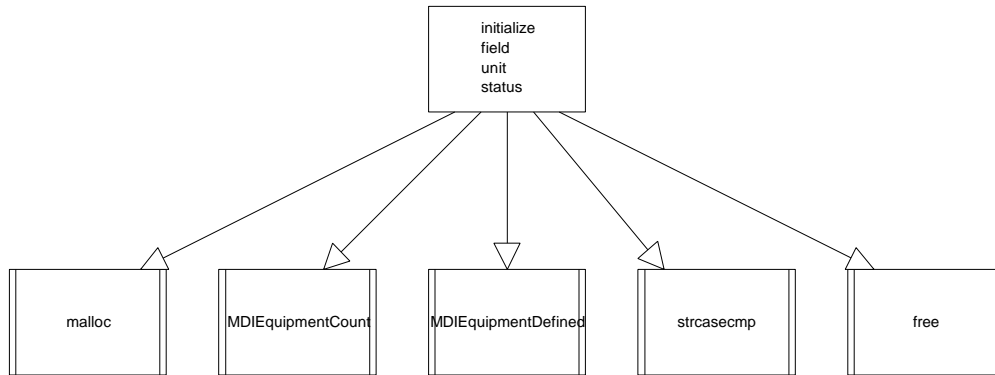 initialize
field
unit
status
malloc
MDIEquipmentCount
MDIEquipmentDefined
strcasecmp
free